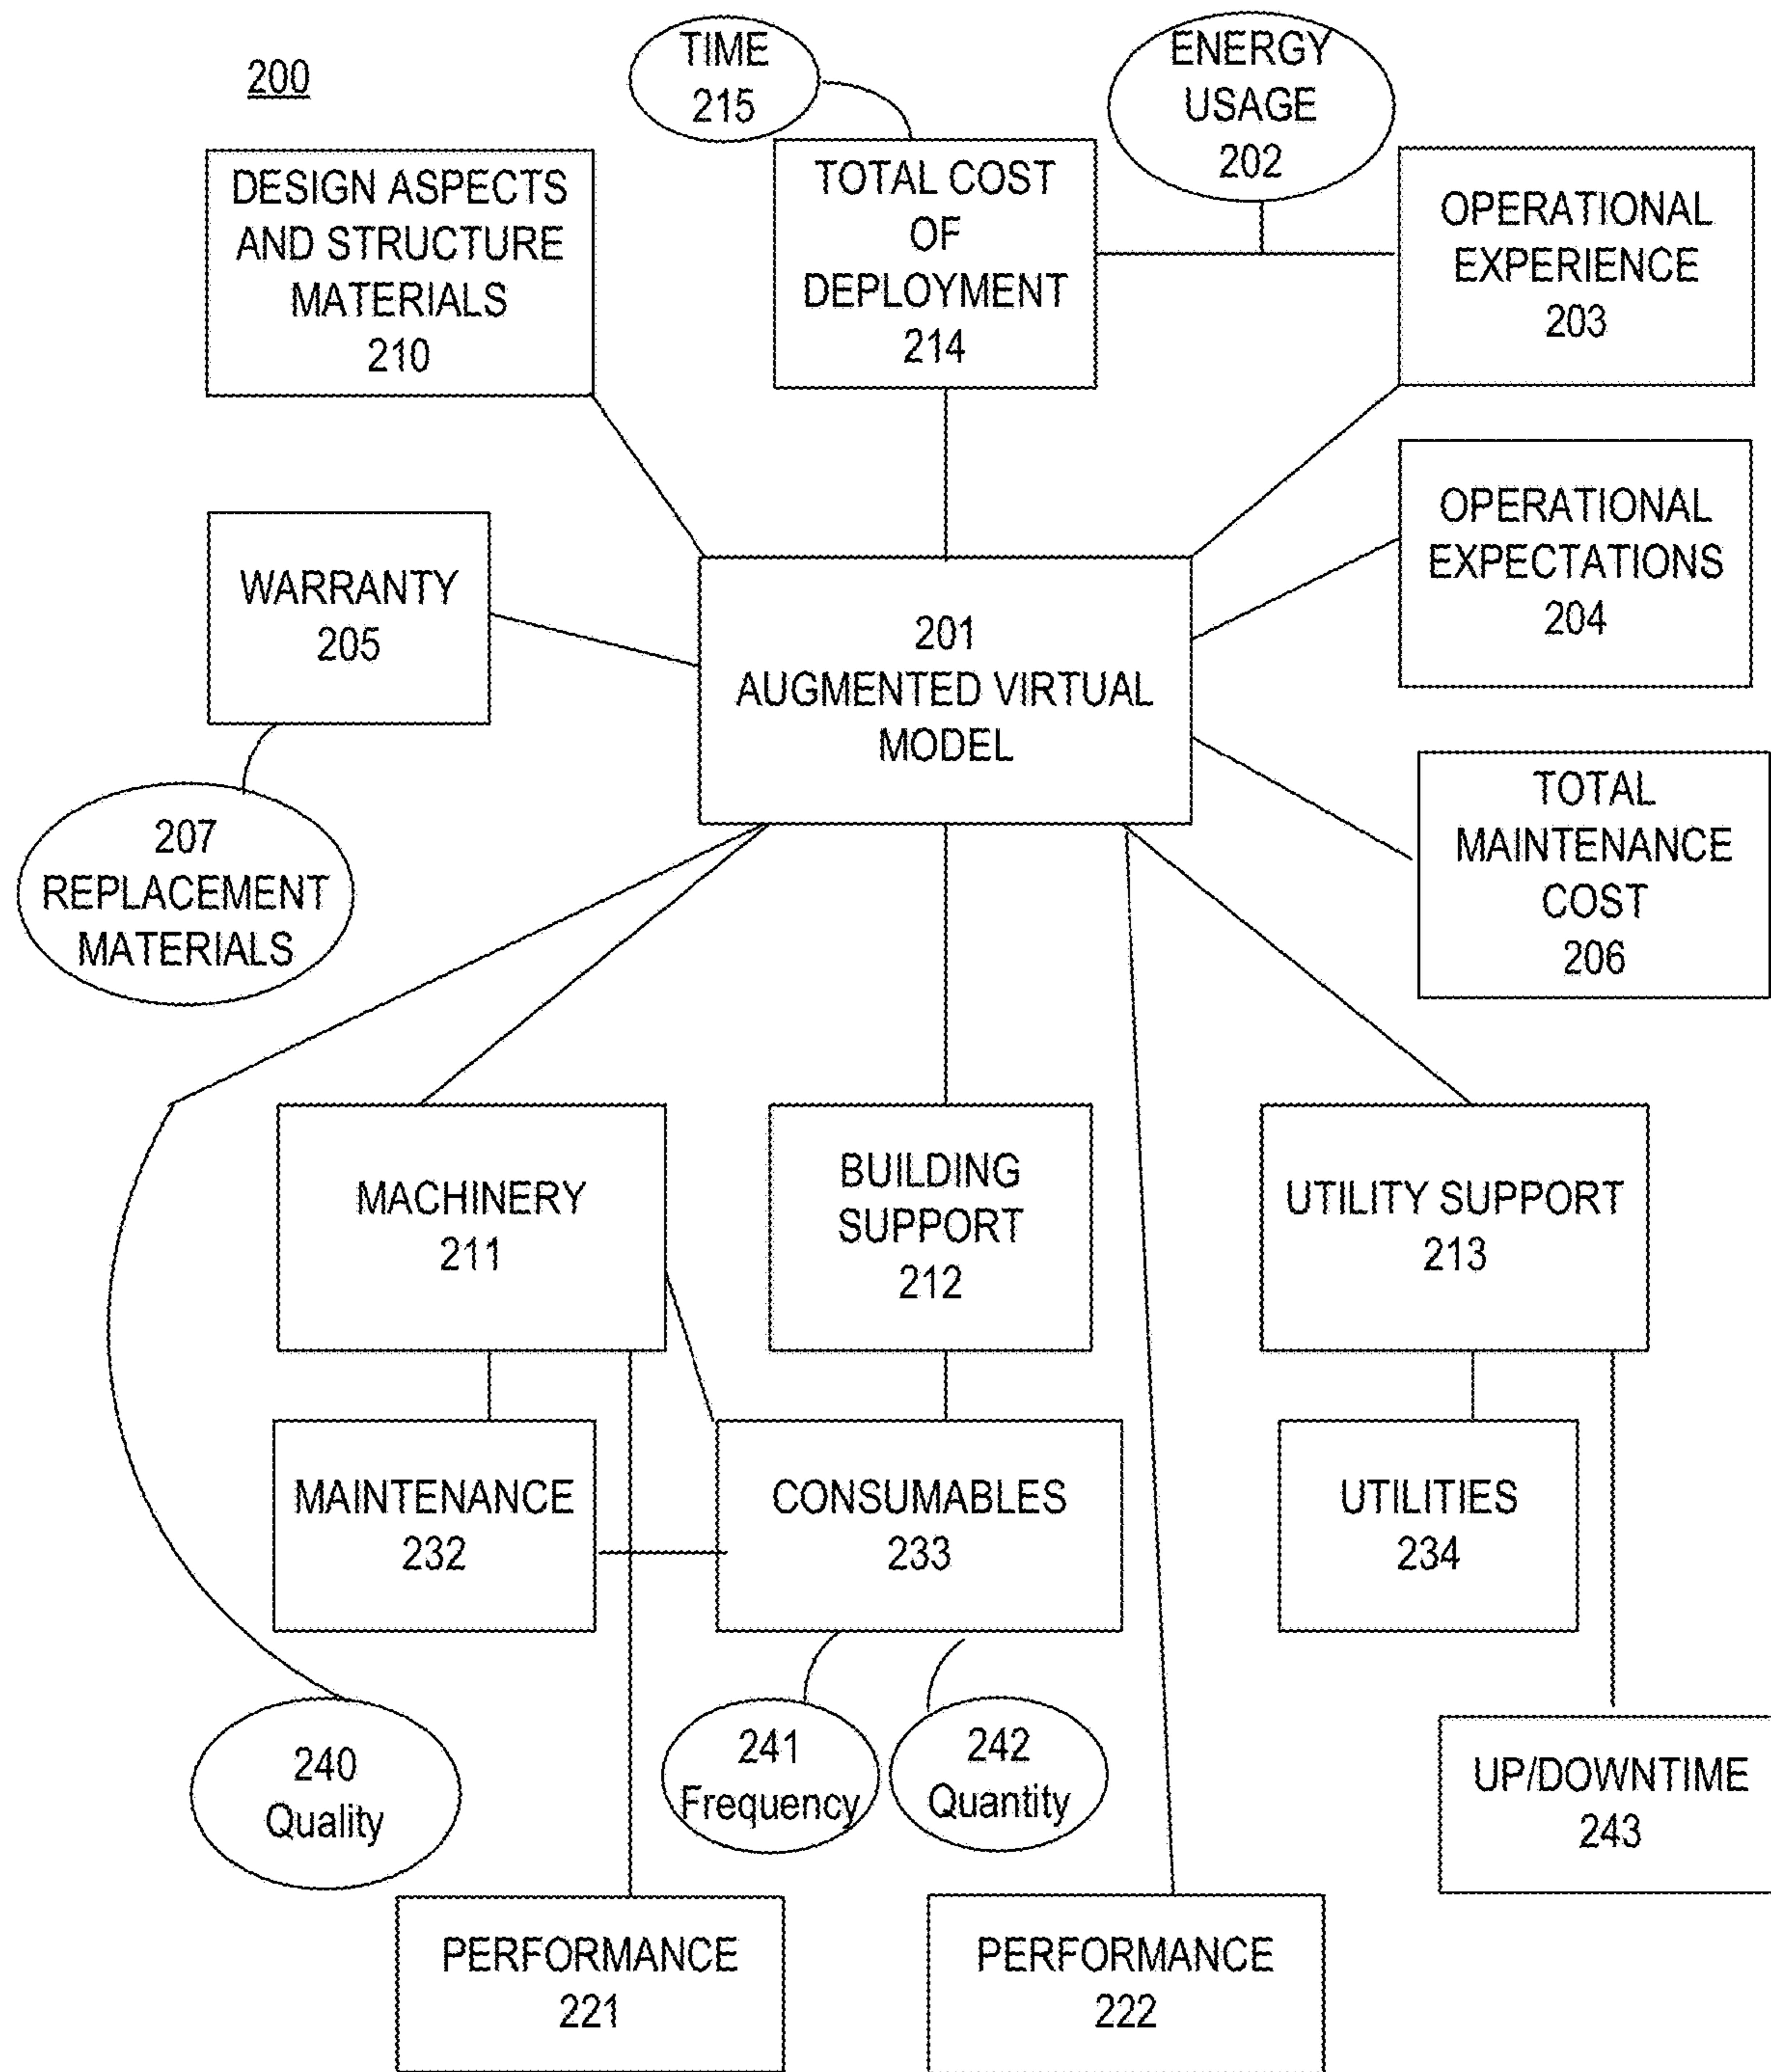 200
TIME
215
ENERGY
USAGE
202
DESIGN ASPECTS
AND STRUCTURE
MATERIALS
210
TOTAL COST
OF
DEPLOYMENT
214
OPERATIONAL
EXPERIENCE
203
OPERATIONAL
EXPECTATIONS
204
WARRANTY
205
201
AUGMENTED VIRTUAL
MODEL
TOTAL
MAINTENANCE
COST
206
207
REPLACEMENT
MATERIALS
MACHINERY
211
BUILDING
SUPPORT
212
UTILITY SUPPORT
213
MAINTENANCE
232
CONSUMABLES
233
UTILITIES
234
240
Quality
241
Frequency
242
Quantity
UP/DOWNTIME
243
PERFORMANCE
221
PERFORMANCE
222